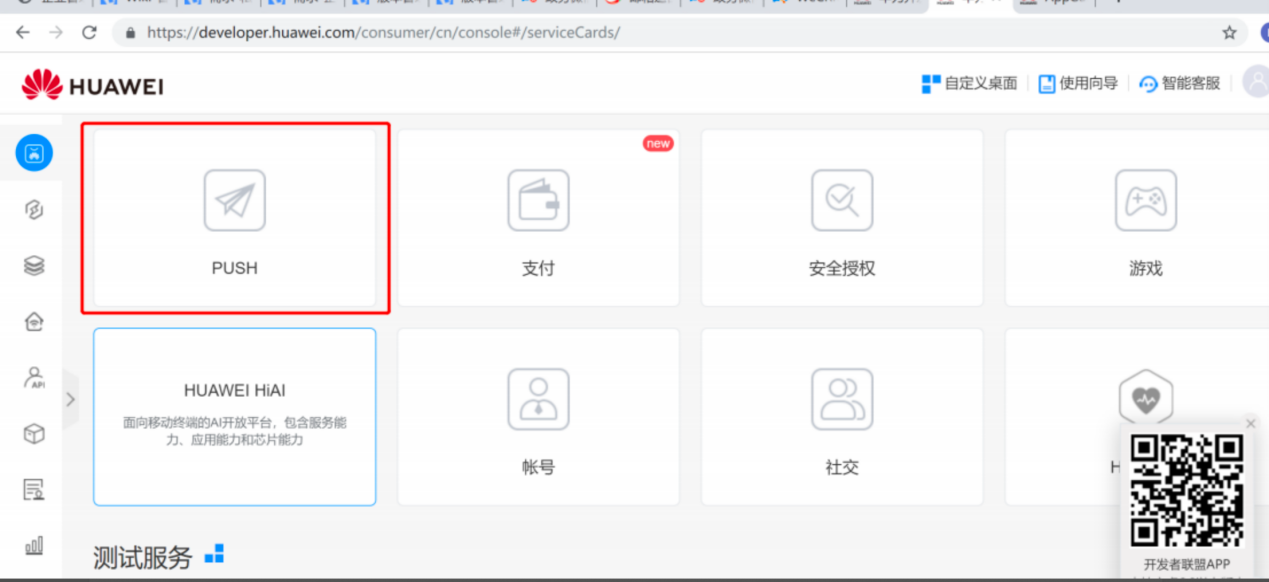 https://developer.huawei.com/consumer/cn/console#/serviceCards/
HUAWEI
自定义桌面
使用向导
智能客服
new
PUSH
支付
安全授权
游戏
HUAWEI HiAI
面向移动终端的AI开放平台，包含服务能
力、应用能力和芯片能力
API
帐号
社交
H
测试服务
开发者联盟APP